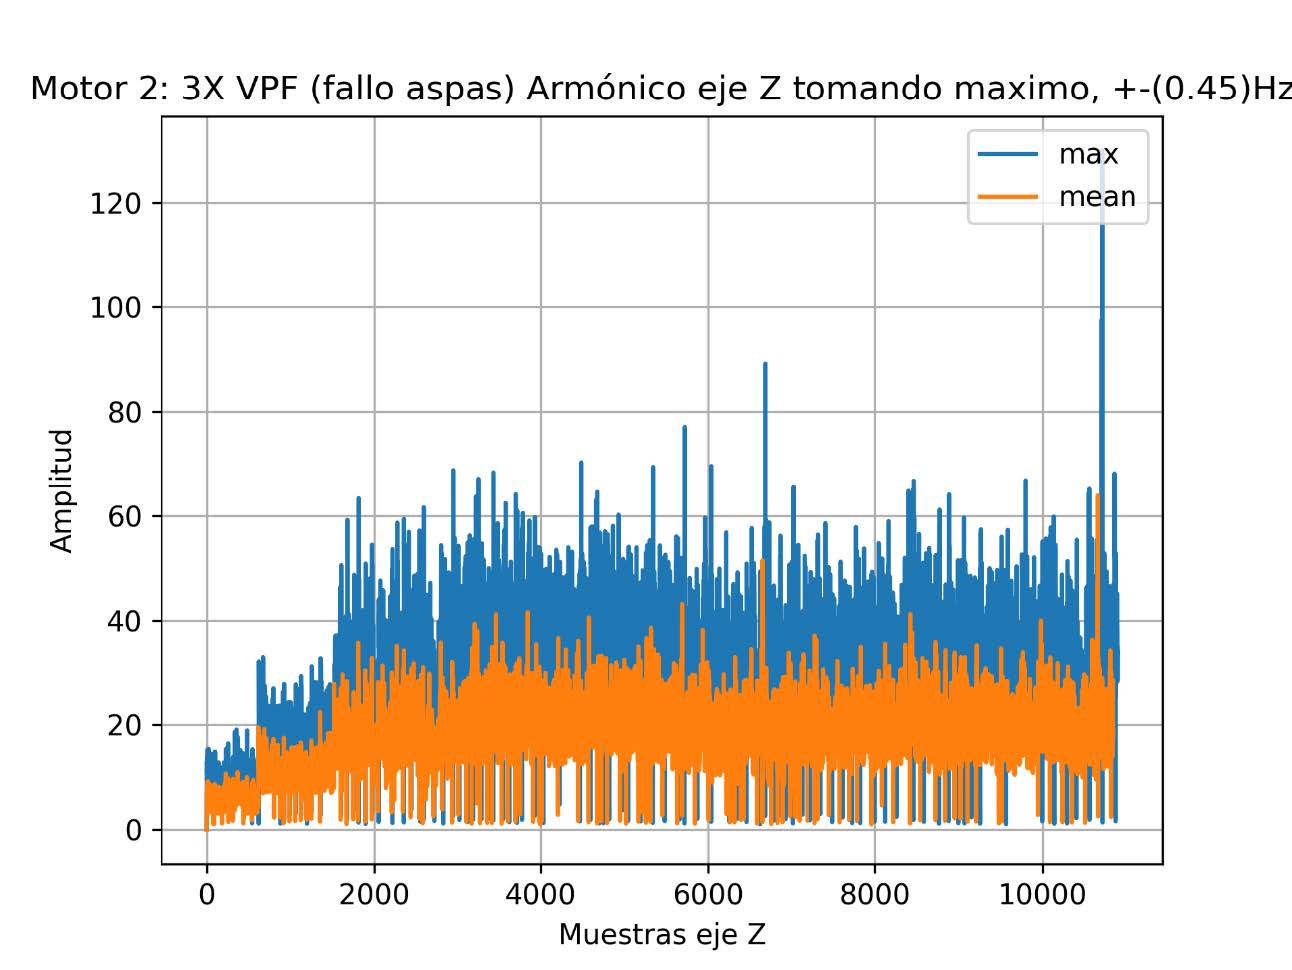 Motor 2: 3X VPF (fallo aspas) Armónico eje Z tomando maximo, +-(0.45)Hz
max
mean
120
100
80
60
40
20
0
Amplitud
0 2000 4000 6000 8000 10000
Muestras eje Z